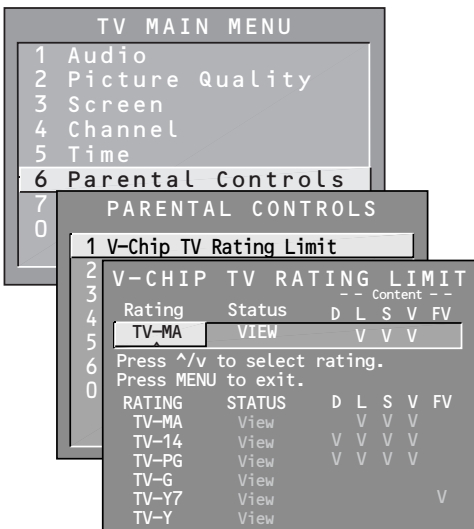 TV MAIN MENU
1 Audio
2 Picture Quality
3 Screen
4 Channel
5 Time
6 Parental Controls
7
0
PARENTAL CONTROLS
1 V-Chip TV Rating Limit
2
3
4
5
6
0
V-CHIP TV RATING LIMIT
-- Content --
Rating Status D L S V FV
TV-MA VIEW V V V
Press ^/v to select rating.
Press MENU to exit.
RATING STATUS D L S V FV
TV-MA View V V V
TV-14 View V V V V
TV-PG View V V V V
TV-G View
TV-Y7 View V
TV-Y View